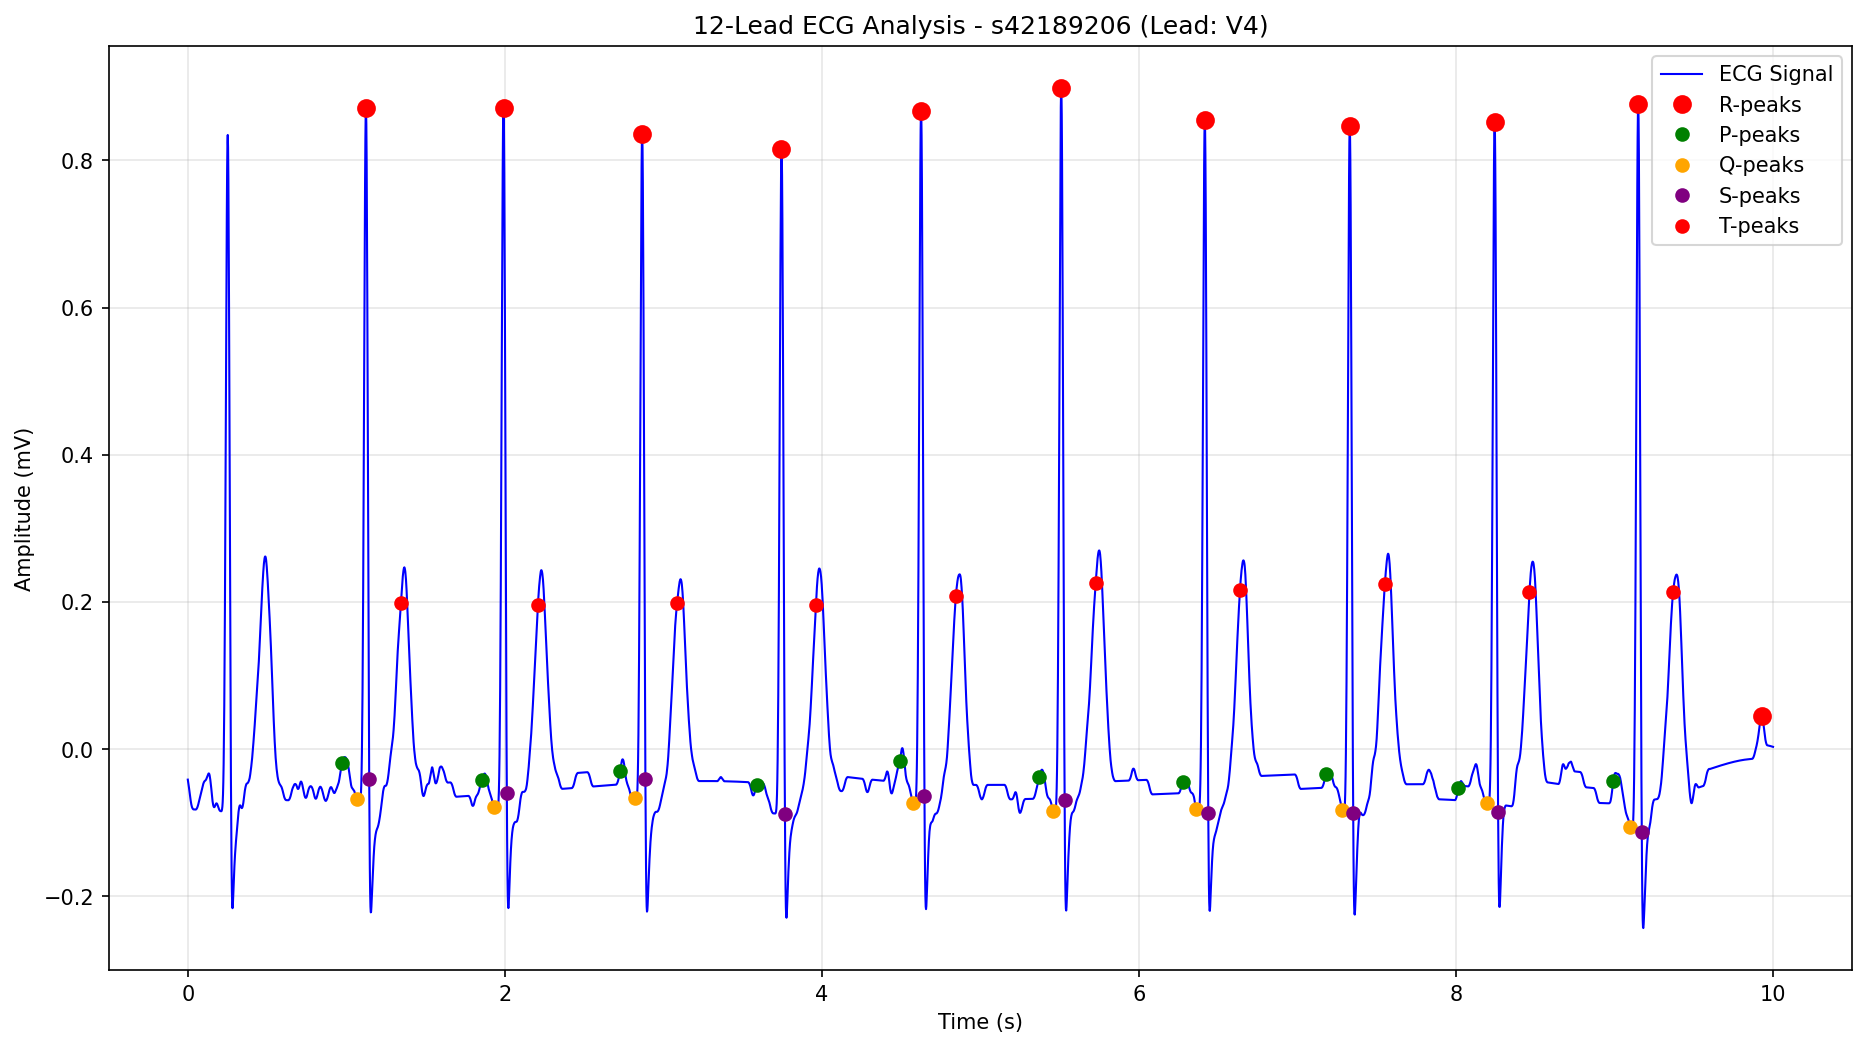 12-Lead ECG Analysis - s42189206 (Lead: V4)
ECG Signal
R-peaks
P-peaks
Q-peaks
S-peaks
T-peaks
Amplitude (mV)
0.8
0.6
0.4
0.2
0.0
−0.2
0 2 4 6 8 10
Time (s)